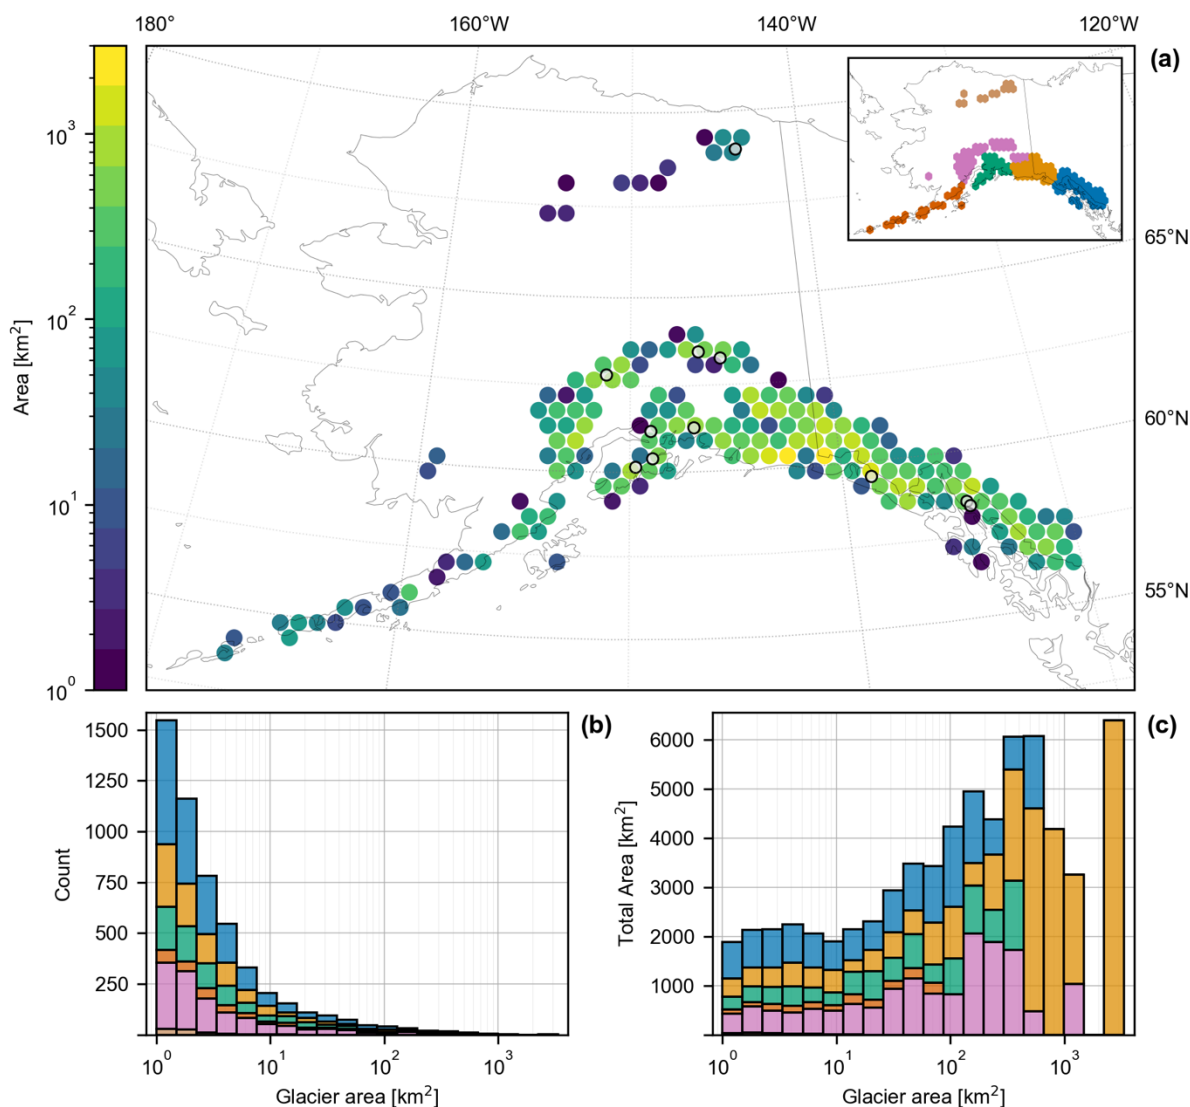 180° 160°W 140°W 120°W
(a)
10³
10²
10¹
10⁰
Area [km²]
65°N
60°N
55°N
(b)
1500
1250
1000
750
500
250
Count
10⁰ 10¹ 10² 10³
Glacier area [km²]
(c)
6000
5000
4000
3000
2000
1000
Total Area [km²]
10⁰ 10¹ 10² 10³
Glacier area [km²]